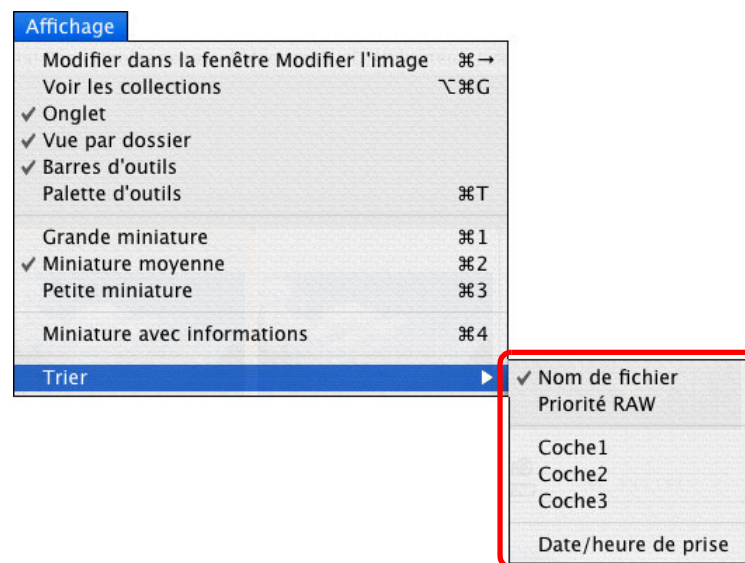 Affichage
Modifier dans la fenêtre Modifier l'image ⌘→
Voir les collections ⌥⌘G
✓ Onglet
✓ Vue par dossier
✓ Barres d'outils
Palette d'outils ⌘T
Grande miniature ⌘1
✓ Miniature moyenne ⌘2
Petite miniature ⌘3
Miniature avec informations ⌘4
Trier ▶
✓ Nom de fichier
Priorité RAW
Coche1
Coche2
Coche3
Date/heure de prise